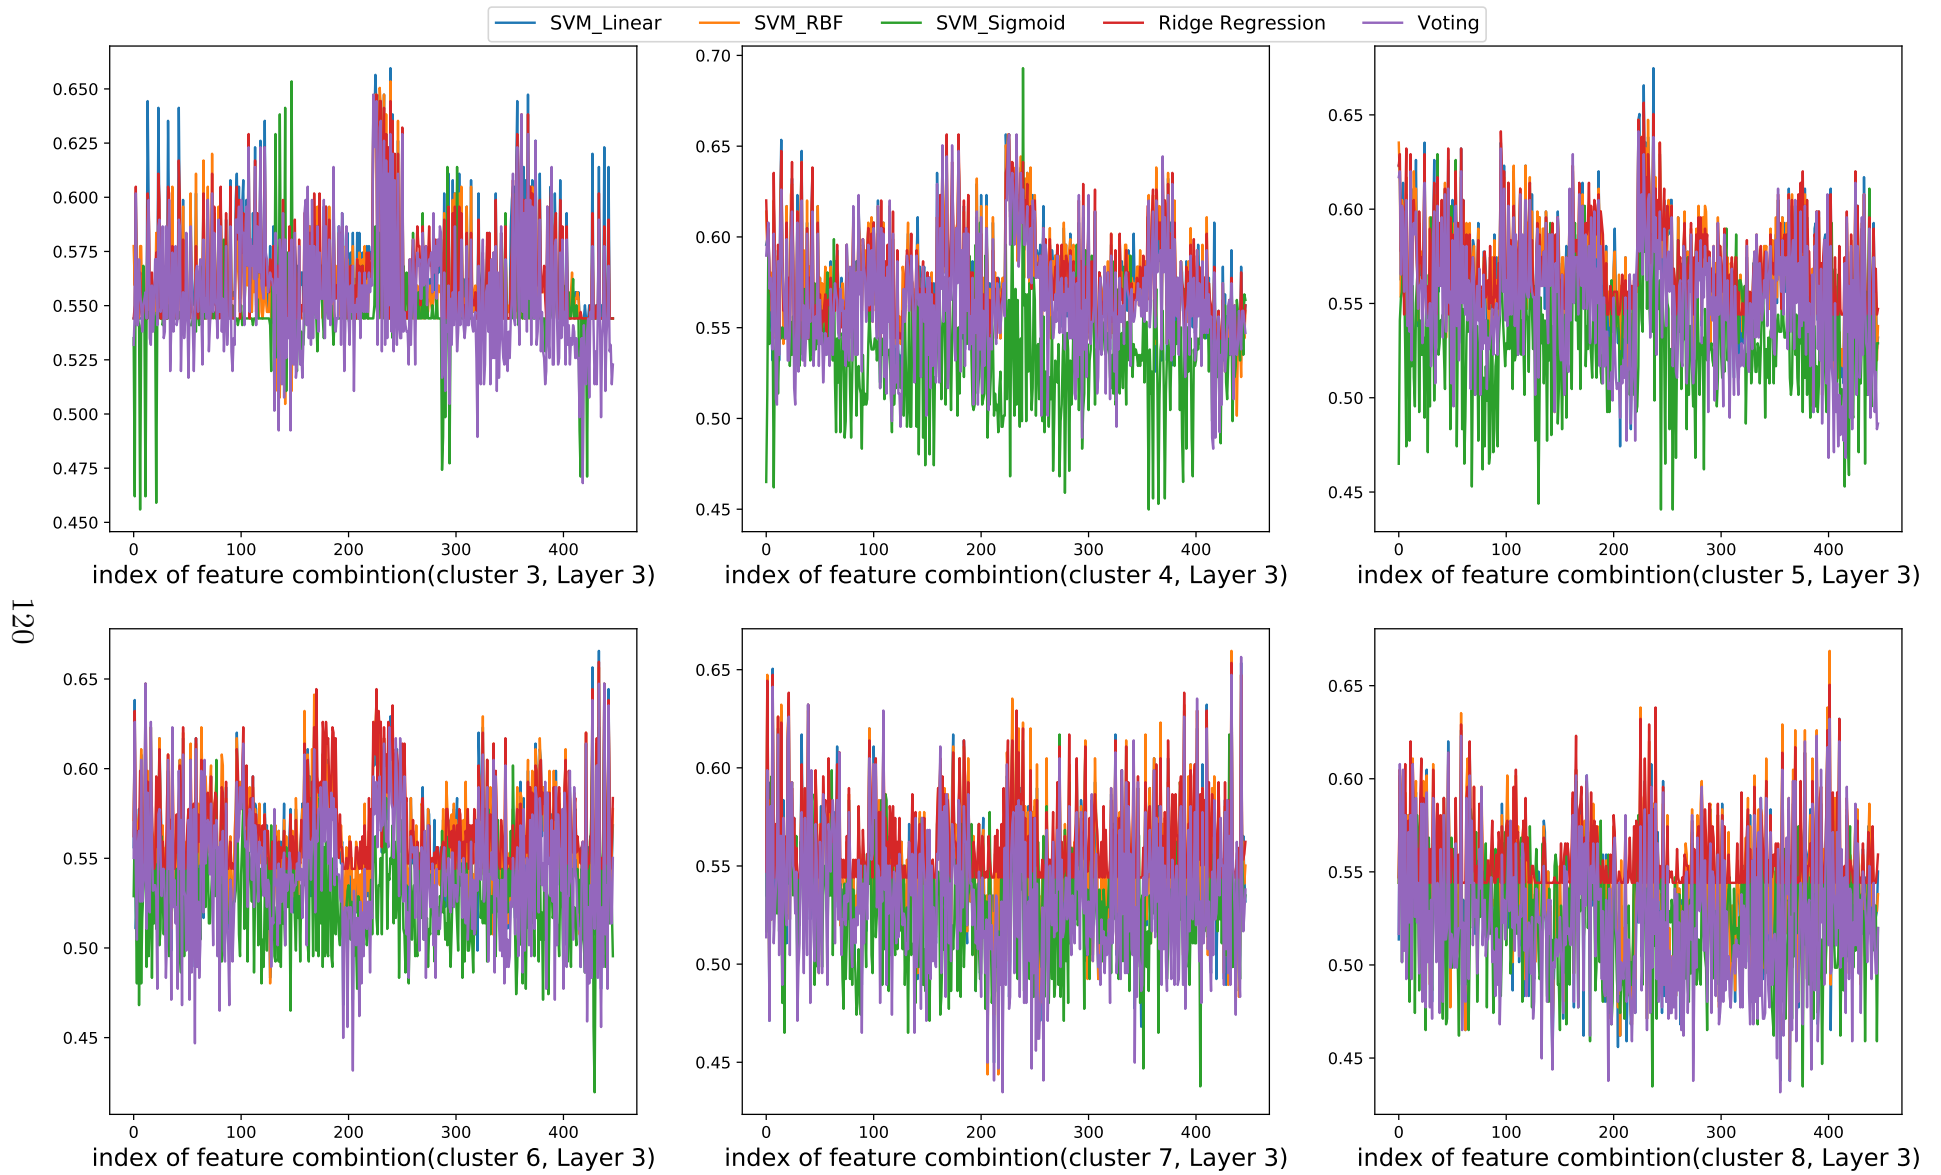 SVM_Linear SVM_RBF SVM_Sigmoid Ridge Regression Voting
0.650
0.625
0.600
0.575
0.550
0.525
0.500
0.475
0.450
0 100 200 300 400
index of feature combintion(cluster 3, Layer 3)
0.70
0.65
0.60
0.55
0.50
0.45
0 100 200 300 400
index of feature combintion(cluster 4, Layer 3)
0.65
0.60
0.55
0.50
0.45
0 100 200 300 400
index of feature combintion(cluster 5, Layer 3)
120
0.65
0.60
0.55
0.50
0.45
0 100 200 300 400
index of feature combintion(cluster 6, Layer 3)
0.65
0.60
0.55
0.50
0.45
0 100 200 300 400
index of feature combintion(cluster 7, Layer 3)
0.65
0.60
0.55
0.50
0.45
0 100 200 300 400
index of feature combintion(cluster 8, Layer 3)